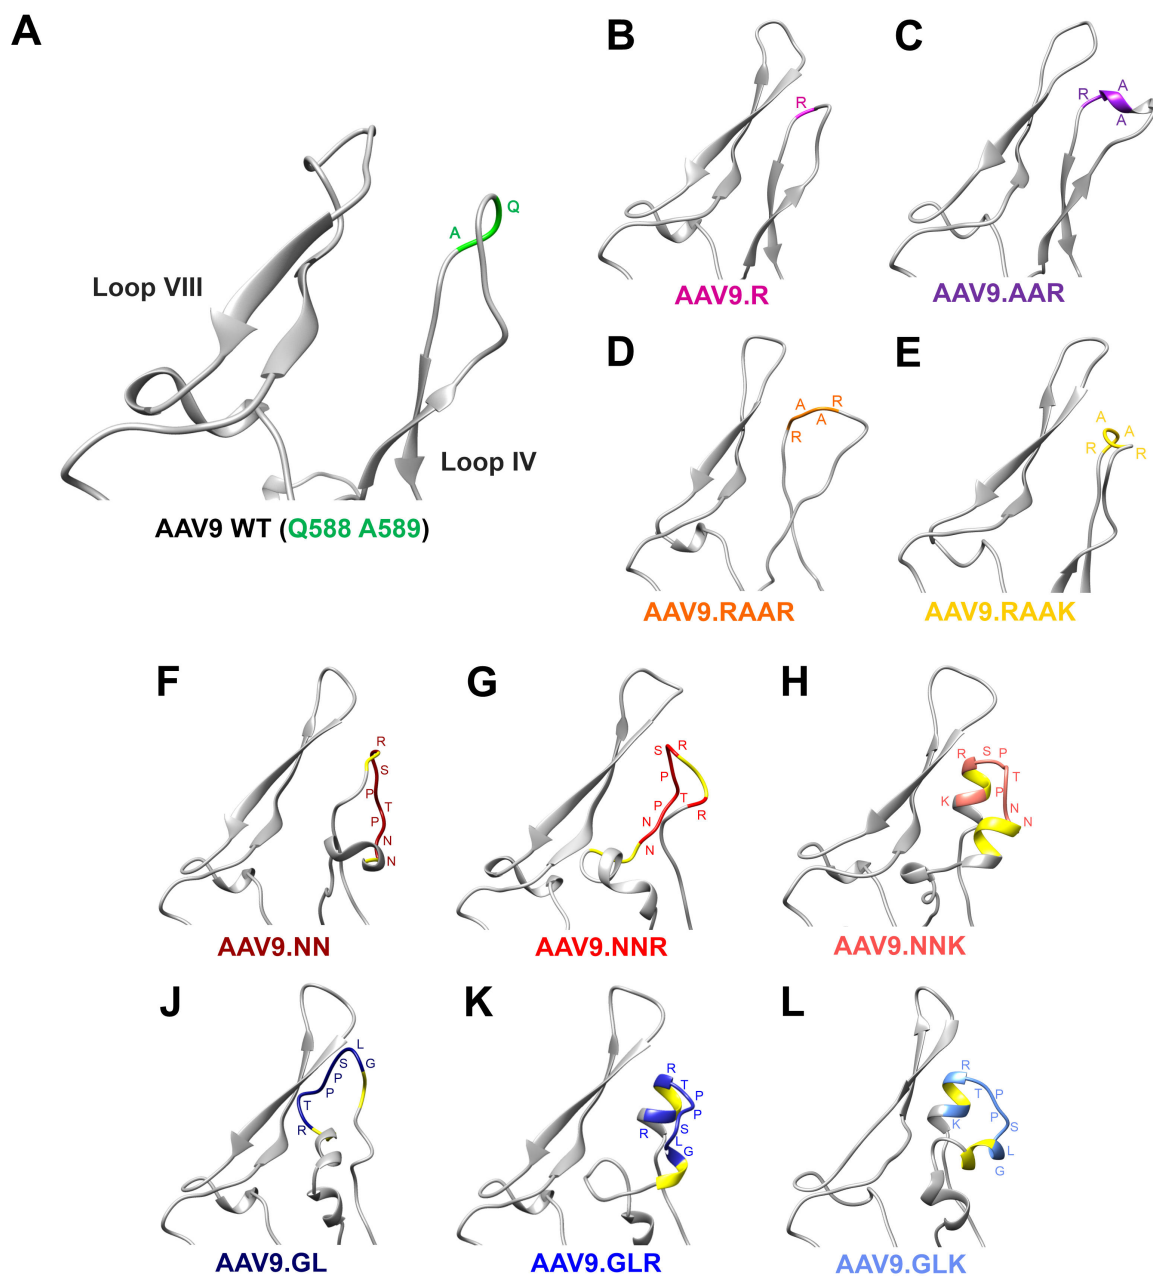 A
Q
A
Loop VIII
Loop IV
AAV9 WT (Q588 A589)
B
R
AAV9.R
C
A
R
A
AAV9.AAR
D
A R
A
R
AAV9.RAAR
E
A
A
R R
AAV9.RAAK
F
R
S
P
T
P
N
N
AAV9.NN
G
S R
P
P T
R
N
N
AAV9.NNR
H
R S P
T
P
K
N
N
AAV9.NNK
J
L
S G
P
P
T
R
AAV9.GL
K
R
T
P
P
S
R
L
G
AAV9.GLR
L
R
T P
P
K S
L
G
AAV9.GLK